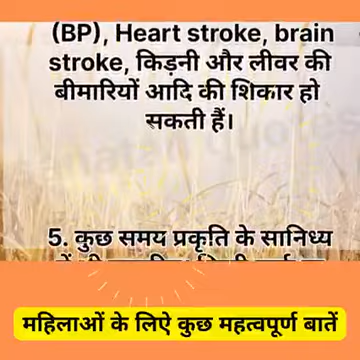 (BP), Heart stroke, brain
stroke, किड़नी और लीवर की
बीमारियों आदि की शिकार हो
सकती हैं।
5. कुछ समय प्रकृति के सानिध्य
महिलाओं के लिऐ कुछ महत्वपूर्ण बातें